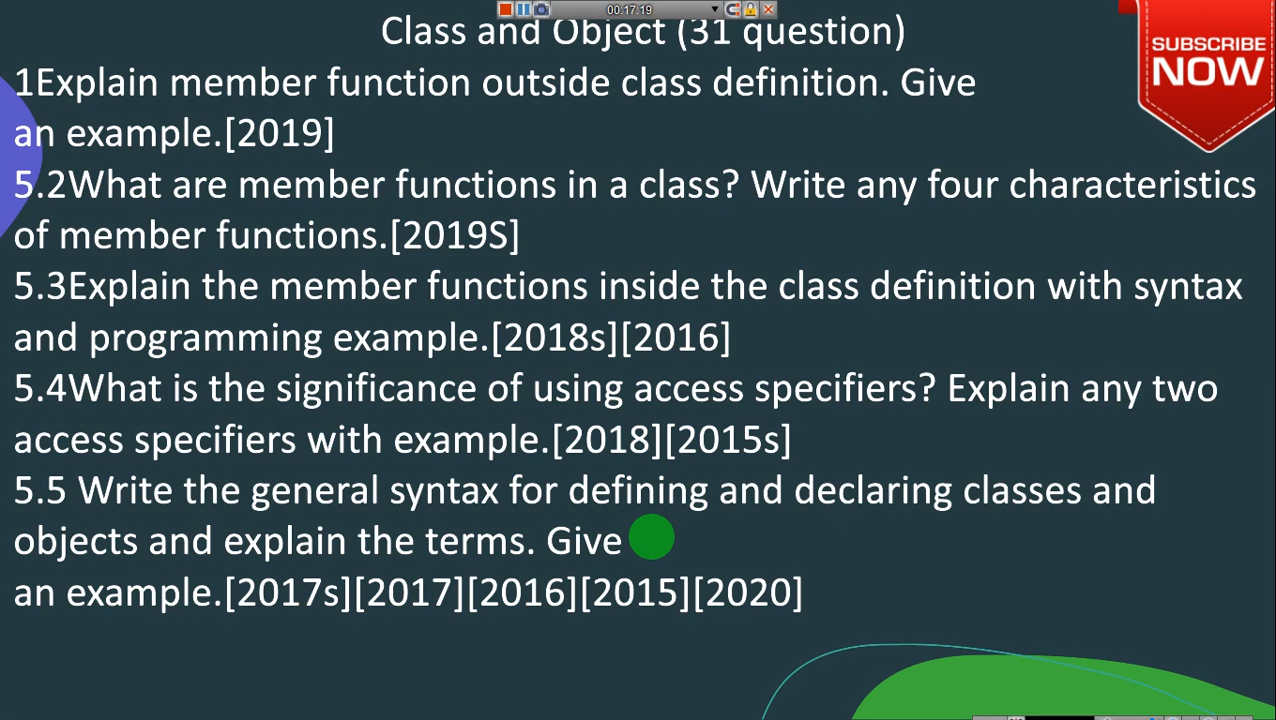 00:17:19
Class and Object (31 question)
SUBSCRIBE
NOW
1Explain member function outside class definition. Give
an example.[2019]
5.2What are member functions in a class? Write any four characteristics
of member functions.[2019S]
5.3Explain the member functions inside the class definition with syntax
and programming example.[2018s][2016]
5.4What is the significance of using access specifiers? Explain any two
access specifiers with example.[2018][2015s]
5.5 Write the general syntax for defining and declaring classes and
objects and explain the terms. Give
an example.[2017s][2017][2016][2015][2020]